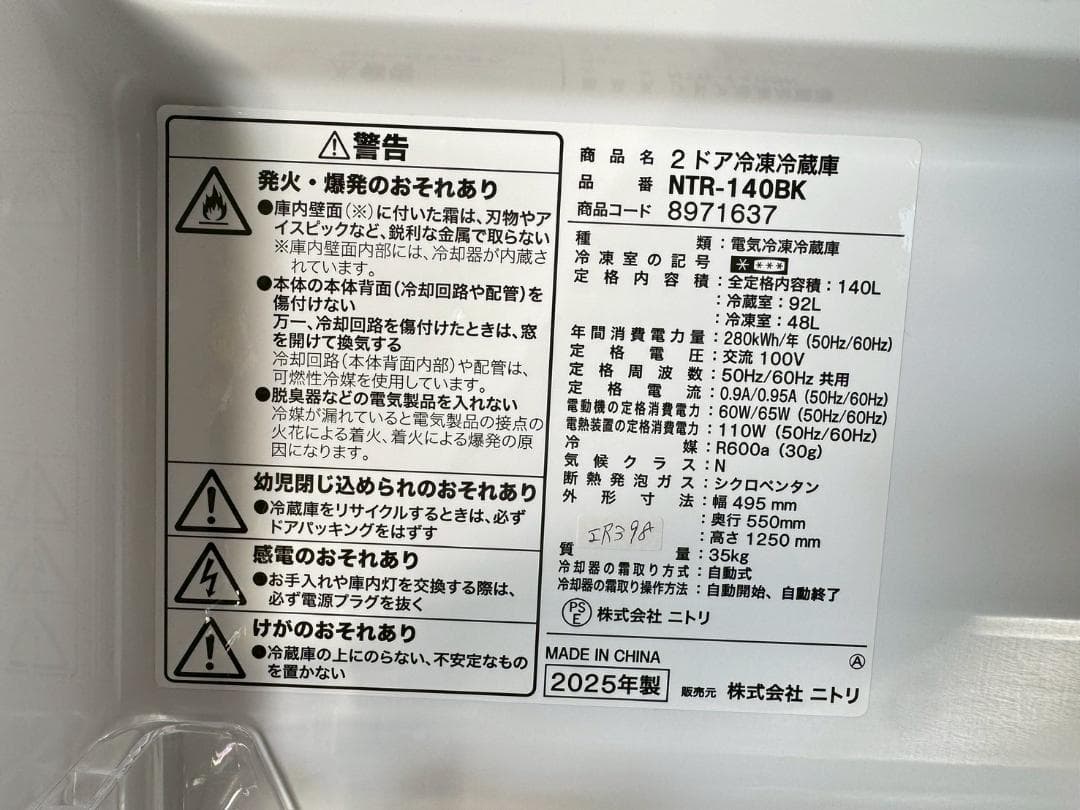 警告
発火・爆発のおそれあり
●庫内壁面(※)に付いた霜は、刃物やア
イスピックなど、鋭利な金属で取らない
※庫内壁面内部には、冷却器が内蔵さ
れています。
●本体の本体背面(冷却回路や配管)を
傷付けない
万一、冷却回路を傷付けたときは、窓
を開けて換気する
冷却回路(本体背面内部)や配管は、
可燃性冷媒を使用しています。
●脱臭器などの電気製品を入れない
冷媒が漏れていると電気製品の接点の
火花による着火、着火による爆発の原
因になります。
幼児閉じ込められのおそれあり
●冷蔵庫をリサイクルするときは、必ず
ドアパッキングをはずす
感電のおそれあり
●お手入れや庫内灯を交換する際は、
必ず電源プラグを抜く
けがのおそれあり
●冷蔵庫の上にのらない、不安定なもの
を置かない
商品名 2ドア冷凍冷蔵庫
品番 NTR-140BK
商品コード 8971637
種類:電気冷凍冷蔵庫
冷凍室の記号 * ***
定格内容積:全定格内容積:140L
:冷蔵室:92L
:冷凍室:48L
年間消費電力量:280kWh/年(50Hz/60Hz)
定格電圧:交流 100V
定格周波数:50Hz/60Hz 共用
定格電流:0.9A/0.95A (50Hz/60Hz)
電動機の定格消費電力:60W/65W (50Hz/60Hz)
電熱装置の定格消費電力:110W (50Hz/60Hz)
冷媒:R600a (30g)
気候クラス:N
断熱発泡ガス:シクロペンタン
外形寸法:幅 495 mm
:奥行 550mm
:高さ 1250 mm
IR398
質量:35kg
冷却器の霜取り方式:自動式
冷却器の霜取り操作方法:自動開始、自動終了
PSE 株式会社 ニトリ
MADE IN CHINA
Ⓐ
2025年製 販売元 株式会社 ニトリ